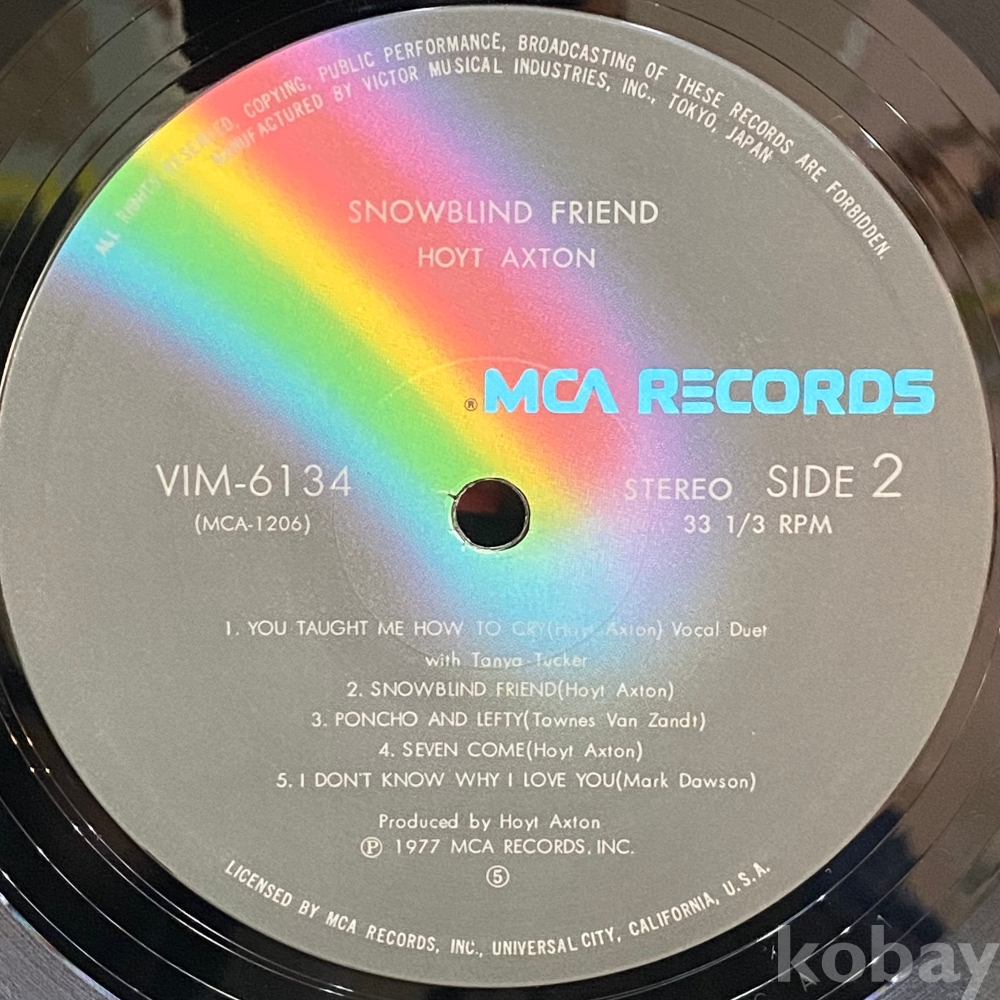 ALL RIGHTS RESERVED, COPYING, PUBLIC PERFORMANCE, BROADCASTING OF THESE RECORDS ARE FORBIDDEN.
MANUFACTURED BY VICTOR MUSICAL INDUSTRIES, INC., TOKYO, JAPAN
SNOWBLIND FRIEND
HOYT AXTON
® MCA RECORDS
VIM-6134
(MCA-1206)
STEREO SIDE 2
33 1/3 RPM
1. YOU TAUGHT ME HOW TO CRY(Hoyt Axton) Vocal Duet
with Tanya Tucker
2. SNOWBLIND FRIEND(Hoyt Axton)
3. PONCHO AND LEFTY(Townes Van Zandt)
4. SEVEN COME(Hoyt Axton)
5. I DON'T KNOW WHY I LOVE YOU(Mark Dawson)
Produced by Hoyt Axton
℗ 1977 MCA RECORDS, INC.
⑤
LICENSED BY MCA RECORDS, INC., UNIVERSAL CITY, CALIFORNIA, U.S.A.
kobay